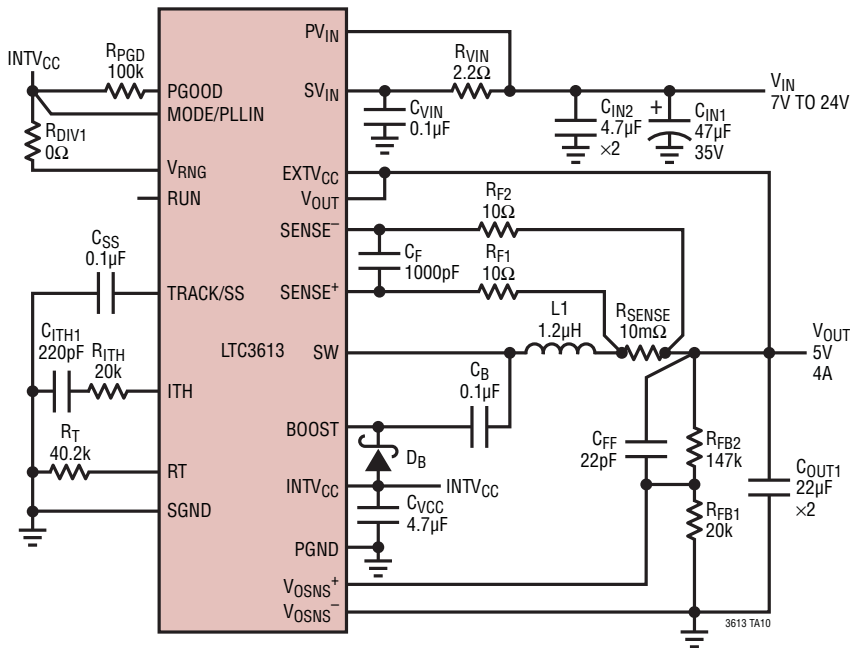 INTVCC
RPGD
100k
RDIV1
0Ω
PGOOD
MODE/PLLIN
VRNG
RUN
CSS
0.1µF
TRACK/SS
CITH1
220pF
RITH
20k
ITH
RT
40.2k
RT
SGND
LTC3613
PVIN
SVIN
EXTVCC
VOUT
SENSE–
SENSE+
SW
BOOST
INTVCC
PGND
VOSNS+
VOSNS–
RVIN
2.2Ω
CVIN
0.1µF
CIN2
4.7µF
×2
+
CIN1
47µF
35V
VIN
7V TO 24V
RF2
10Ω
CF
1000pF
RF1
10Ω
L1
1.2µH
RSENSE
10mΩ
VOUT
5V
4A
CB
0.1µF
DB
INTVCC
CVCC
4.7µF
CFF
22pF
RFB2
147k
RFB1
20k
COUT1
22µF
×2
3613 TA10